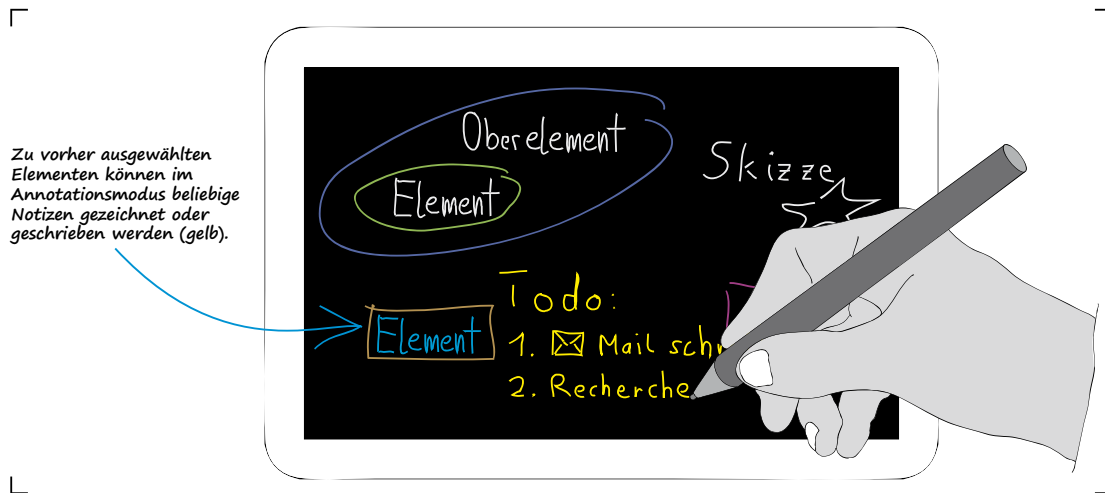 Zu vorher ausgewählten
Elementen können im
Annotationsmodus beliebige
Notizen gezeichnet oder
geschrieben werden (gelb).
Oberelement
Element
Skizze
Element
Todo:
1. Mail sch
2. Recherche